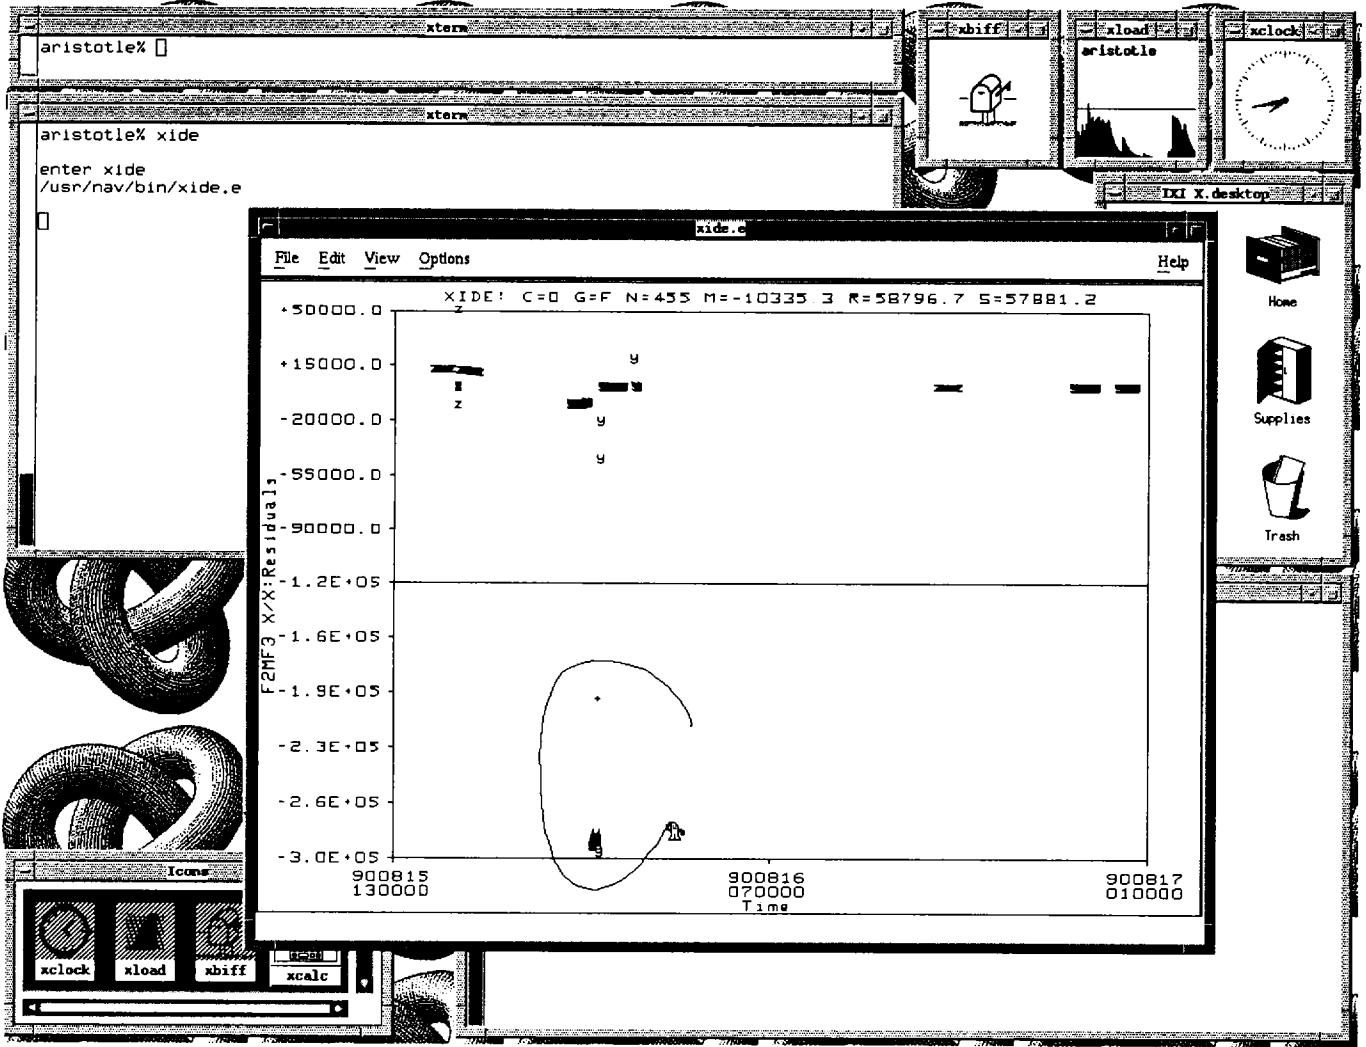 xterm
aristotle%
xbiff
xload
aristotle
xclock
xterm
aristotle% xide
enter xide
/usr/nav/bin/xide.e
IXI X.desktop
Home
Supplies
Trash
xide.e
File Edit View Options Help
XIDE: C=0 G=F N=455 M=-10335.3 R=58796.7 S=57881.2
+50000.0
+15000.0
-20000.0
-55000.0
-90000.0
-1.2E+05
-1.6E+05
-1.9E+05
-2.3E+05
-2.6E+05
-3.0E+05
F2MF3 X/X:Residuals
z
z
y
y
y
900815 900816 900817
130000 070000 010000
Time
Icons
xclock xload xbiff xcalc